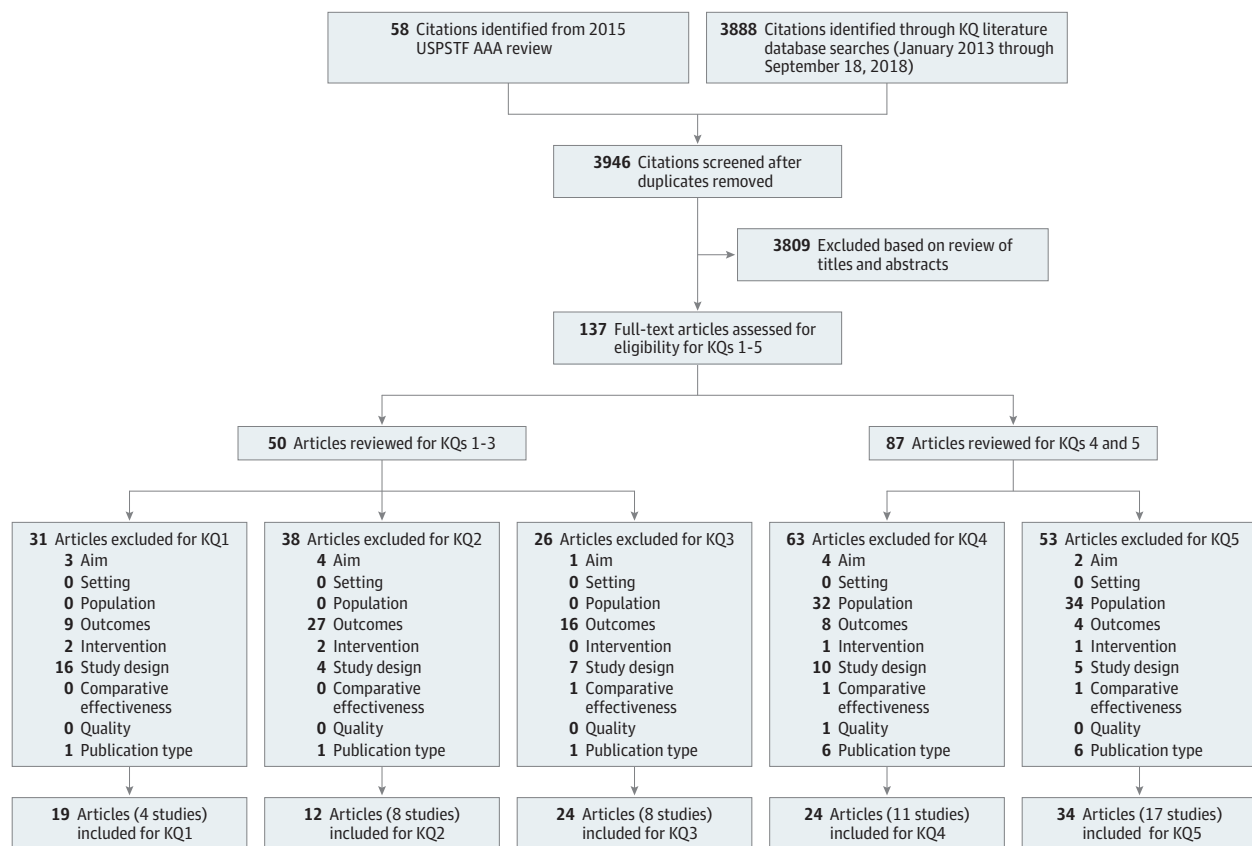 58 Citations identified from 2015
USPSTF AAA review
3888 Citations identified through KQ literature
database searches (January 2013 through
September 18, 2018)
3946 Citations screened after
duplicates removed
3809 Excluded based on review of
titles and abstracts
137 Full-text articles assessed for
eligibility for KQs 1-5
50 Articles reviewed for KQs 1-3
87 Articles reviewed for KQs 4 and 5
31 Articles excluded for KQ1
3 Aim
0 Setting
0 Population
9 Outcomes
2 Intervention
16 Study design
0 Comparative
effectiveness
0 Quality
1 Publication type
38 Articles excluded for KQ2
4 Aim
0 Setting
0 Population
27 Outcomes
2 Intervention
4 Study design
0 Comparative
effectiveness
0 Quality
1 Publication type
26 Articles excluded for KQ3
1 Aim
0 Setting
0 Population
16 Outcomes
0 Intervention
7 Study design
1 Comparative
effectiveness
0 Quality
1 Publication type
63 Articles excluded for KQ4
4 Aim
0 Setting
32 Population
8 Outcomes
1 Intervention
10 Study design
1 Comparative
effectiveness
1 Quality
6 Publication type
53 Articles excluded for KQ5
2 Aim
0 Setting
34 Population
4 Outcomes
1 Intervention
5 Study design
1 Comparative
effectiveness
0 Quality
6 Publication type
19 Articles (4 studies)
included for KQ1
12 Articles (8 studies)
included for KQ2
24 Articles (8 studies)
included for KQ3
24 Articles (11 studies)
included for KQ4
34 Articles (17 studies)
included for KQ5